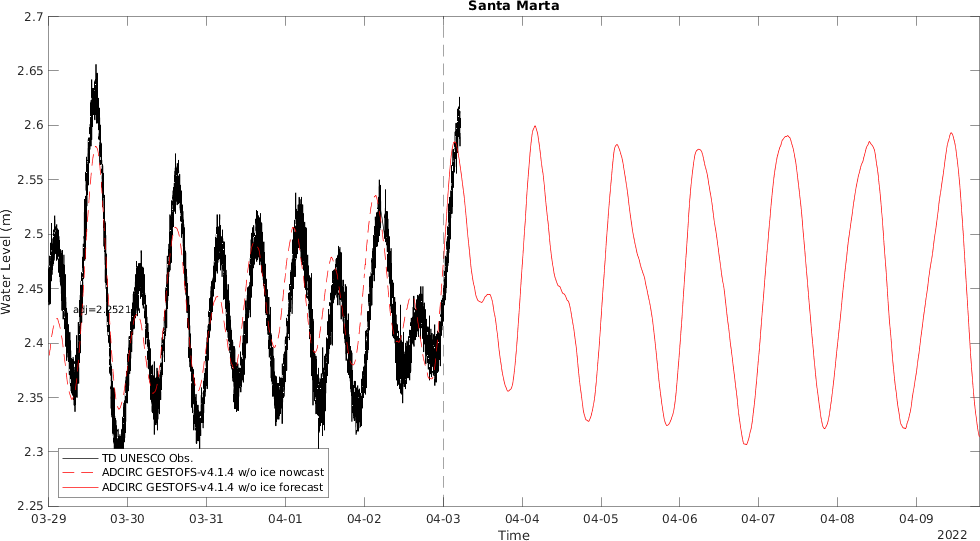 Santa Marta
2.7
2.65
2.6
2.55
2.5
2.45
2.4
2.35
2.3
2.25
Water Level (m)
adj=2.2521
TD UNESCO Obs.
ADCIRC GESTOFS-v4.1.4 w/o ice nowcast
ADCIRC GESTOFS-v4.1.4 w/o ice forecast
03-29 03-30 03-31 04-01 04-02 04-03 04-04 04-05 04-06 04-07 04-08 04-09
Time
2022